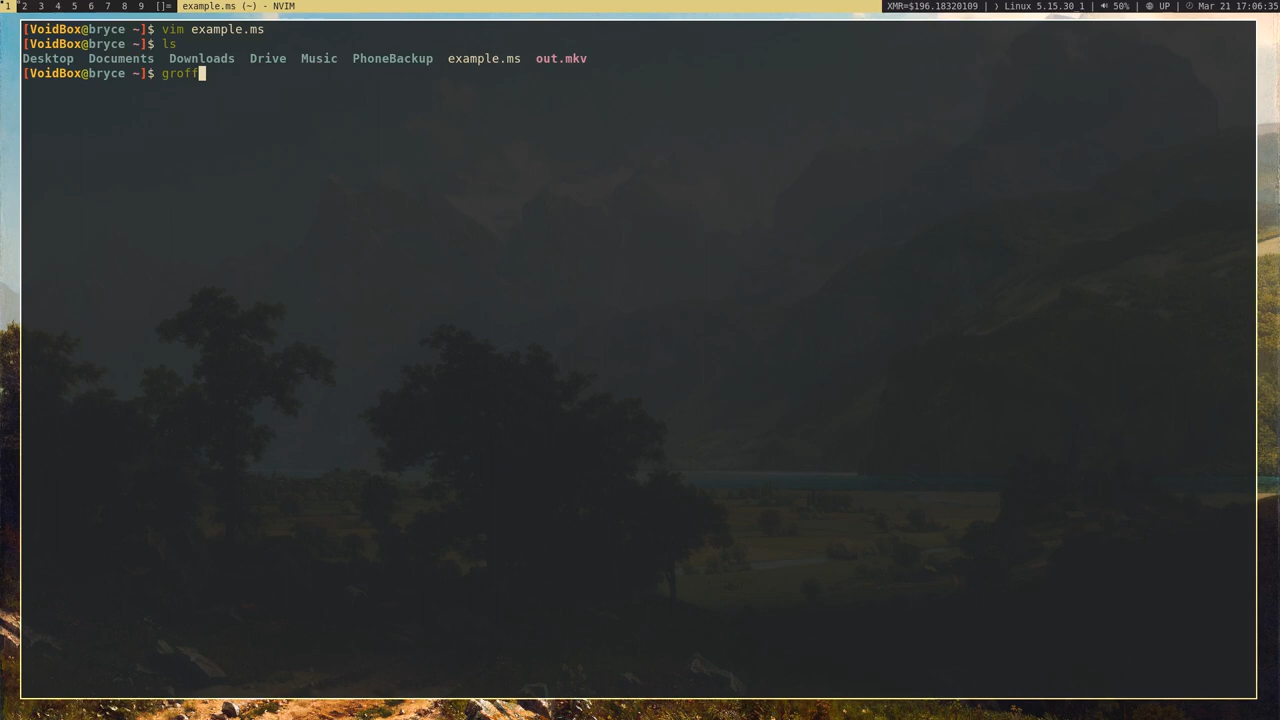 1 2 3 4 5 6 7 8 9 []= example.ms (~) - NVIM XMR=$196.18320109 | ❭ Linux 5.15.30_1 | 🔊 50% | 🌐 UP | 🕗 Mar 21 17:06:35
[VoidBox@bryce ~]$ vim example.ms
[VoidBox@bryce ~]$ ls
Desktop Documents Downloads Drive Music PhoneBackup example.ms out.mkv
[VoidBox@bryce ~]$ groff